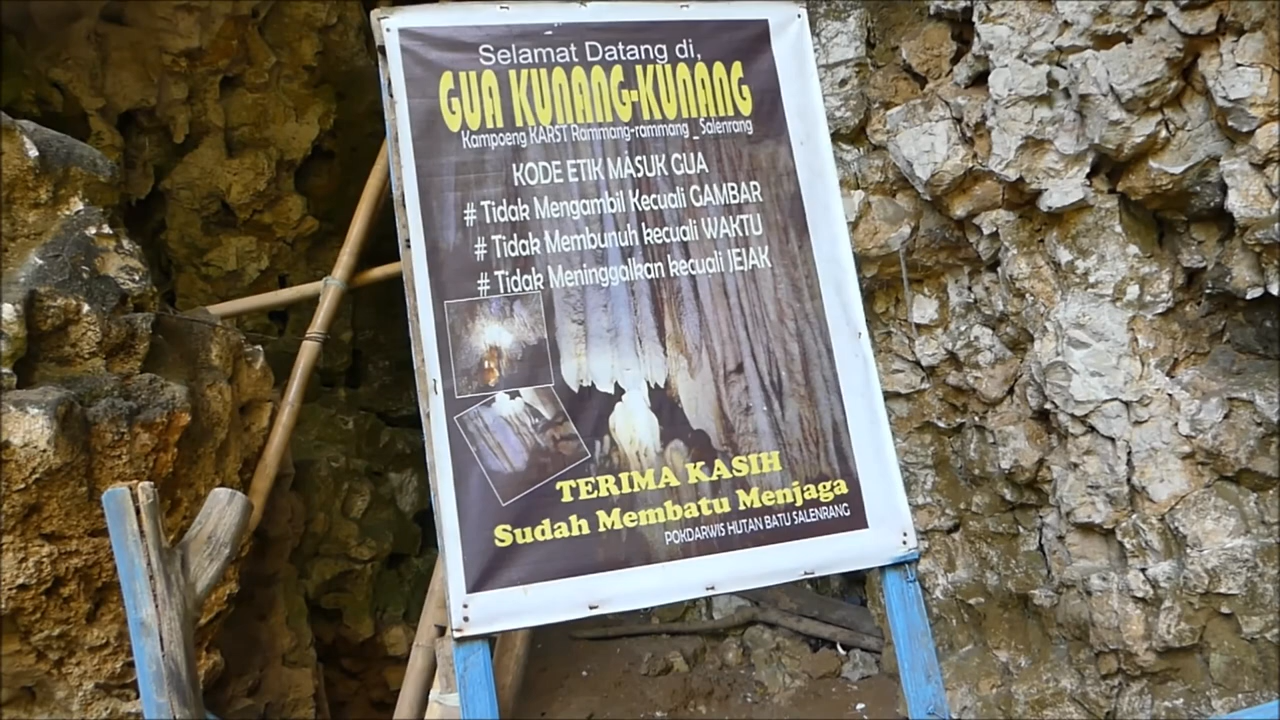 Selamat Datang di,
GUA KUNANG-KUNANG
Kampoeng KARST Rammang-rammang _ Salenrang
KODE ETIK MASUK GUA
# Tidak Mengambil Kecuali GAMBAR
# Tidak Membunuh kecuali WAKTU
# Tidak Meninggalkan kecuali JEJAK
TERIMA KASIH
Sudah Membatu Menjaga
POKDARWIS HUTAN BATU SALENRANG